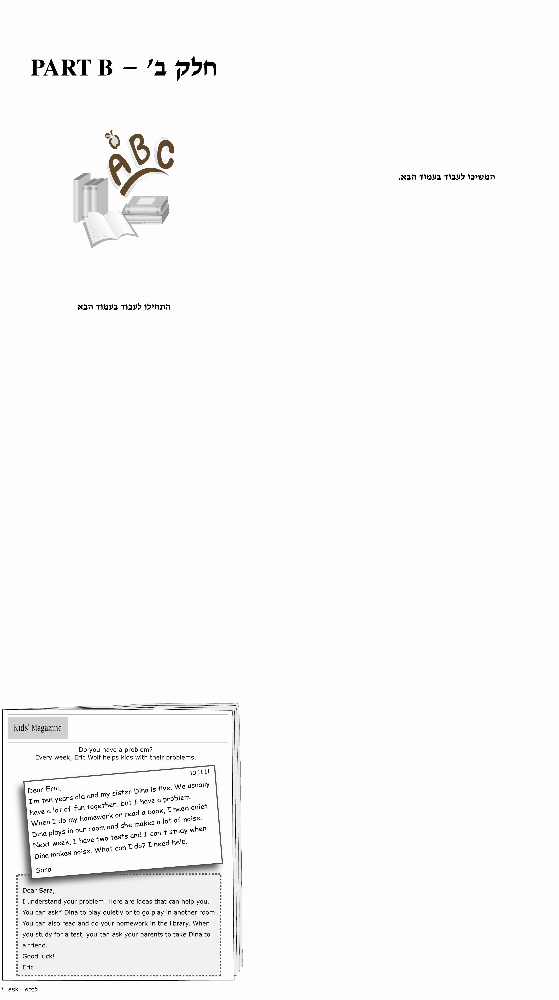 PART B – חלק ב׳
ABC
המשיכו לעבוד בעמוד הבא.
התחילו לעבוד בעמוד הבא
Kids' Magazine
Do you have a problem?
Every week, Eric Wolf helps kids with their problems.
10.11.11
Dear Eric,
I'm ten years old and my sister Dina is five. We usually
have a lot of fun together, but I have a problem.
When I do my homework or read a book, I need quiet.
Dina plays in our room and she makes a lot of noise.
Next week, I have two tests and I can't study when
Dina makes noise. What can I do? I need help.
Sara
Dear Sara,
I understand your problem. Here are ideas that can help you.
You can ask* Dina to play quietly or to go play in another room.
You can also read and do your homework in the library. When
you study for a test, you can ask your parents to take Dina to
a friend.
Good luck!
Eric
* ask - לבקש